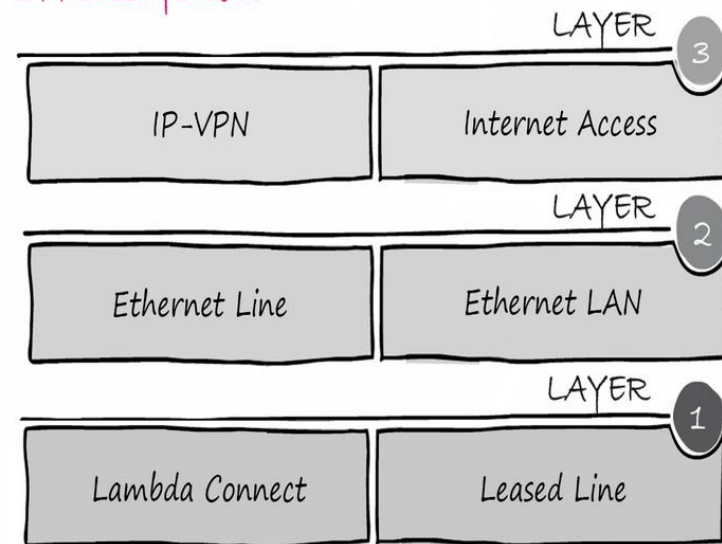 LAYER
3
IP-VPN
Internet Access
LAYER
2
Ethernet Line
Ethernet LAN
LAYER
1
Lambda Connect
Leased Line